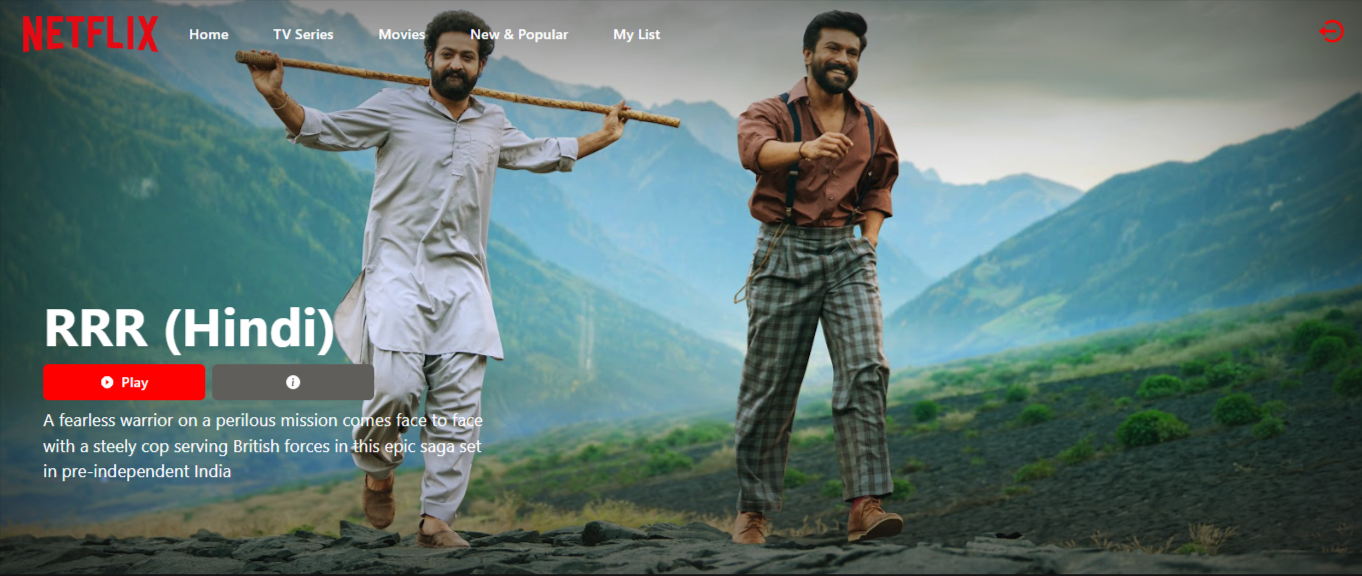 NETFLIX
Home
TV Series
Movies
New & Popular
My List
RRR (Hindi)
Play
A fearless warrior on a perilous mission comes face to face
with a steely cop serving British forces in this epic saga set
in pre-independent India